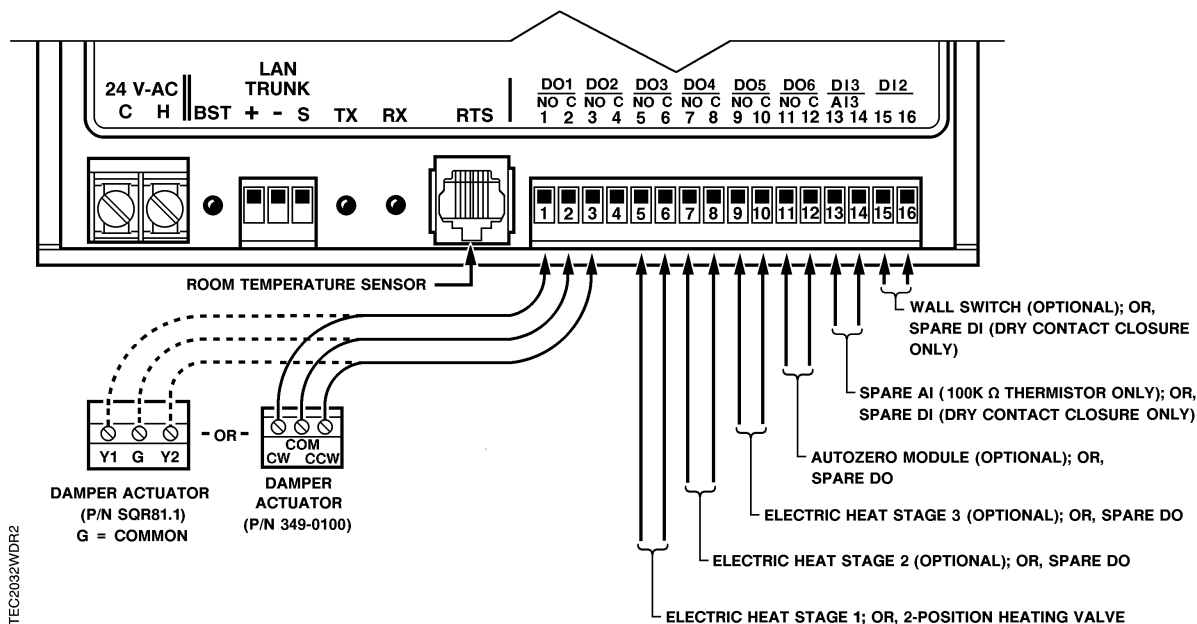 24 V-AC
C H
BST
LAN
TRUNK
+ - S
TX RX RTS
DO1 DO2 DO3 DO4 DO5 DO6 DI3 DI2
NO C NO C NO C NO C NO C NO C AI3
1 2 3 4 5 6 7 8 9 10 11 12 13 14 15 16
1 2 3 4 5 6 7 8 9 10 11 12 13 14 15 16
ROOM TEMPERATURE SENSOR
WALL SWITCH (OPTIONAL); OR,
SPARE DI (DRY CONTACT CLOSURE
ONLY)
SPARE AI (100K Ω THERMISTOR ONLY); OR,
SPARE DI (DRY CONTACT CLOSURE ONLY)
AUTOZERO MODULE (OPTIONAL); OR,
SPARE DO
ELECTRIC HEAT STAGE 3 (OPTIONAL); OR, SPARE DO
ELECTRIC HEAT STAGE 2 (OPTIONAL); OR, SPARE DO
ELECTRIC HEAT STAGE 1; OR, 2-POSITION HEATING VALVE
Y1 G Y2
DAMPER ACTUATOR
(P/N SQR81.1)
G = COMMON
- OR -
COM
CW CCW
DAMPER
ACTUATOR
(P/N 349-0100)
TEC2032WDR2